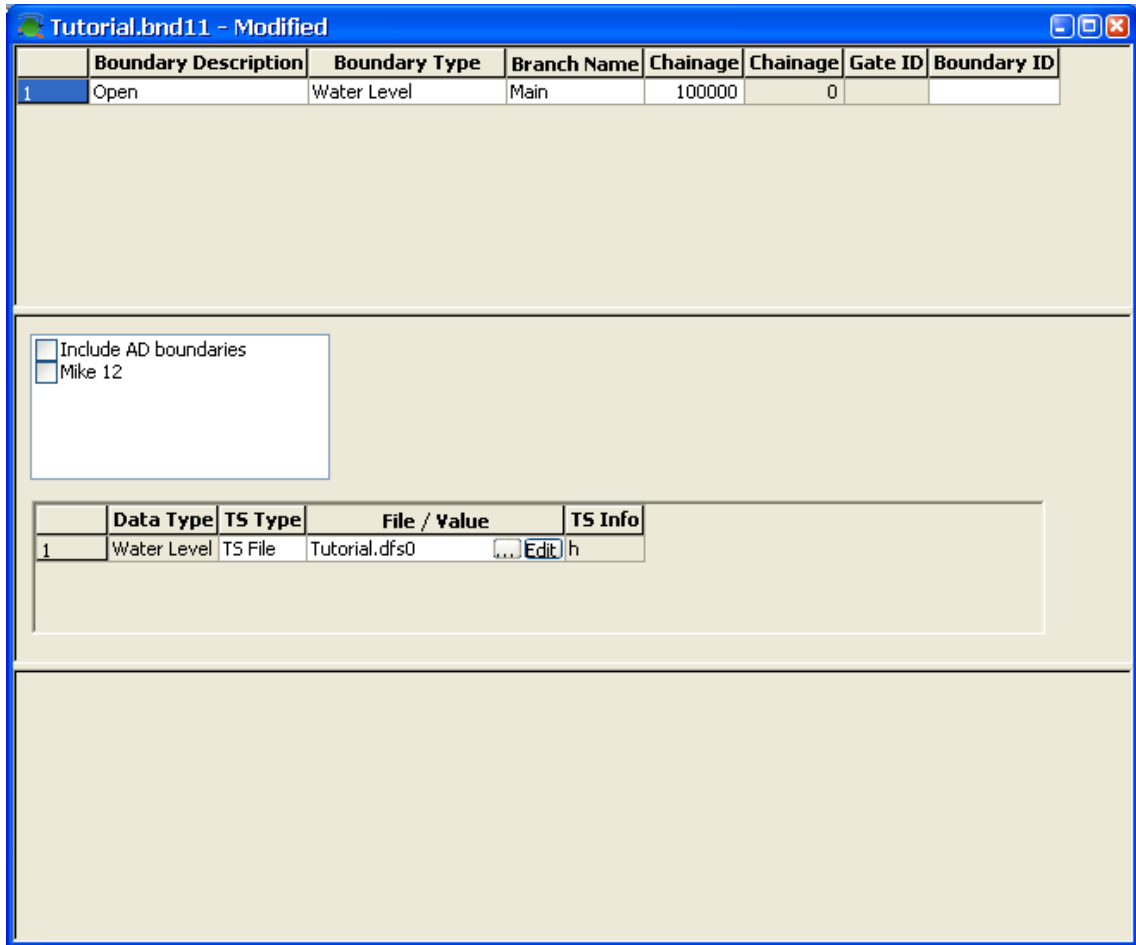 Tutorial.bnd11 - Modified
Boundary Description Boundary Type Branch Name Chainage Chainage Gate ID Boundary ID
1 Open Water Level Main 100000 0
Include AD boundaries
Mike 12
Data Type TS Type File / Value TS Info
1 Water Level TS File Tutorial.dfs0 ... Edit h